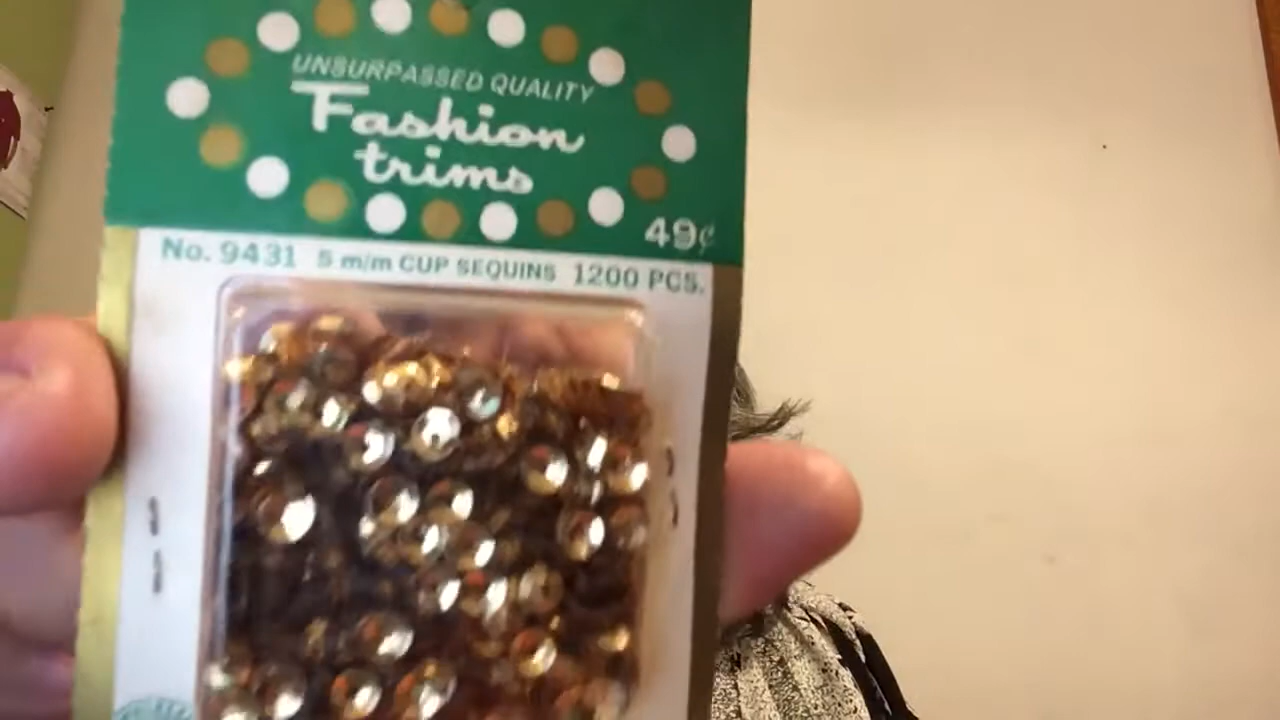 UNSURPASSED QUALITY
Fashion
trims
49¢
No. 9431 5 m/m CUP SEQUINS 1200 PCS.